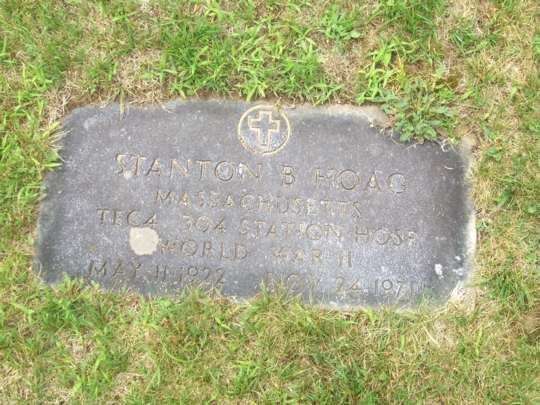 STANTON B HOAG
MASSACHUSETTS
TEC4 304 STATION HOSP
WORLD WAR II
MAY 11 1922 NOV 24 1971